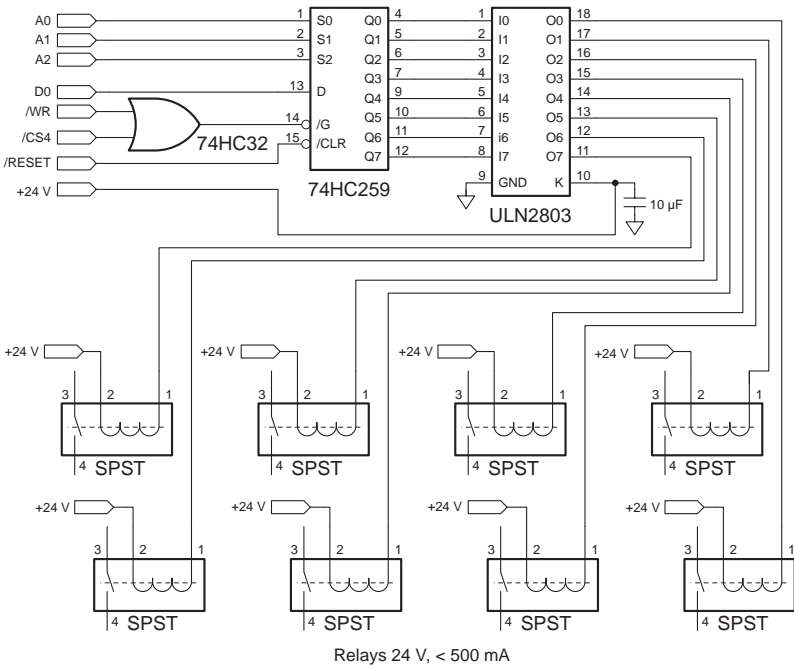 A0 1 S0 Q0 4 1 I0 O0 18
A1 2 S1 Q1 5 2 I1 O1 17
A2 3 S2 Q2 6 3 I2 O2 16
Q3 7 4 I3 O3 15
D0 13 D Q4 9 5 I4 O4 14
/WR Q5 10 6 I5 O5 13
14 /G Q6 11 7 i6 O6 12
/CS4 74HC32 15 /CLR Q7 12 8 I7 O7 11
/RESET
+24 V 74HC259 9 GND K 10
10 µF
ULN2803
+24 V +24 V +24 V +24 V
3 2 1 3 2 1 3 2 1 3 2 1
4 SPST 4 SPST 4 SPST 4 SPST
+24 V +24 V +24 V +24 V
3 2 1 3 2 1 3 2 1 3 2 1
4 SPST 4 SPST 4 SPST 4 SPST
Relays 24 V, < 500 mA